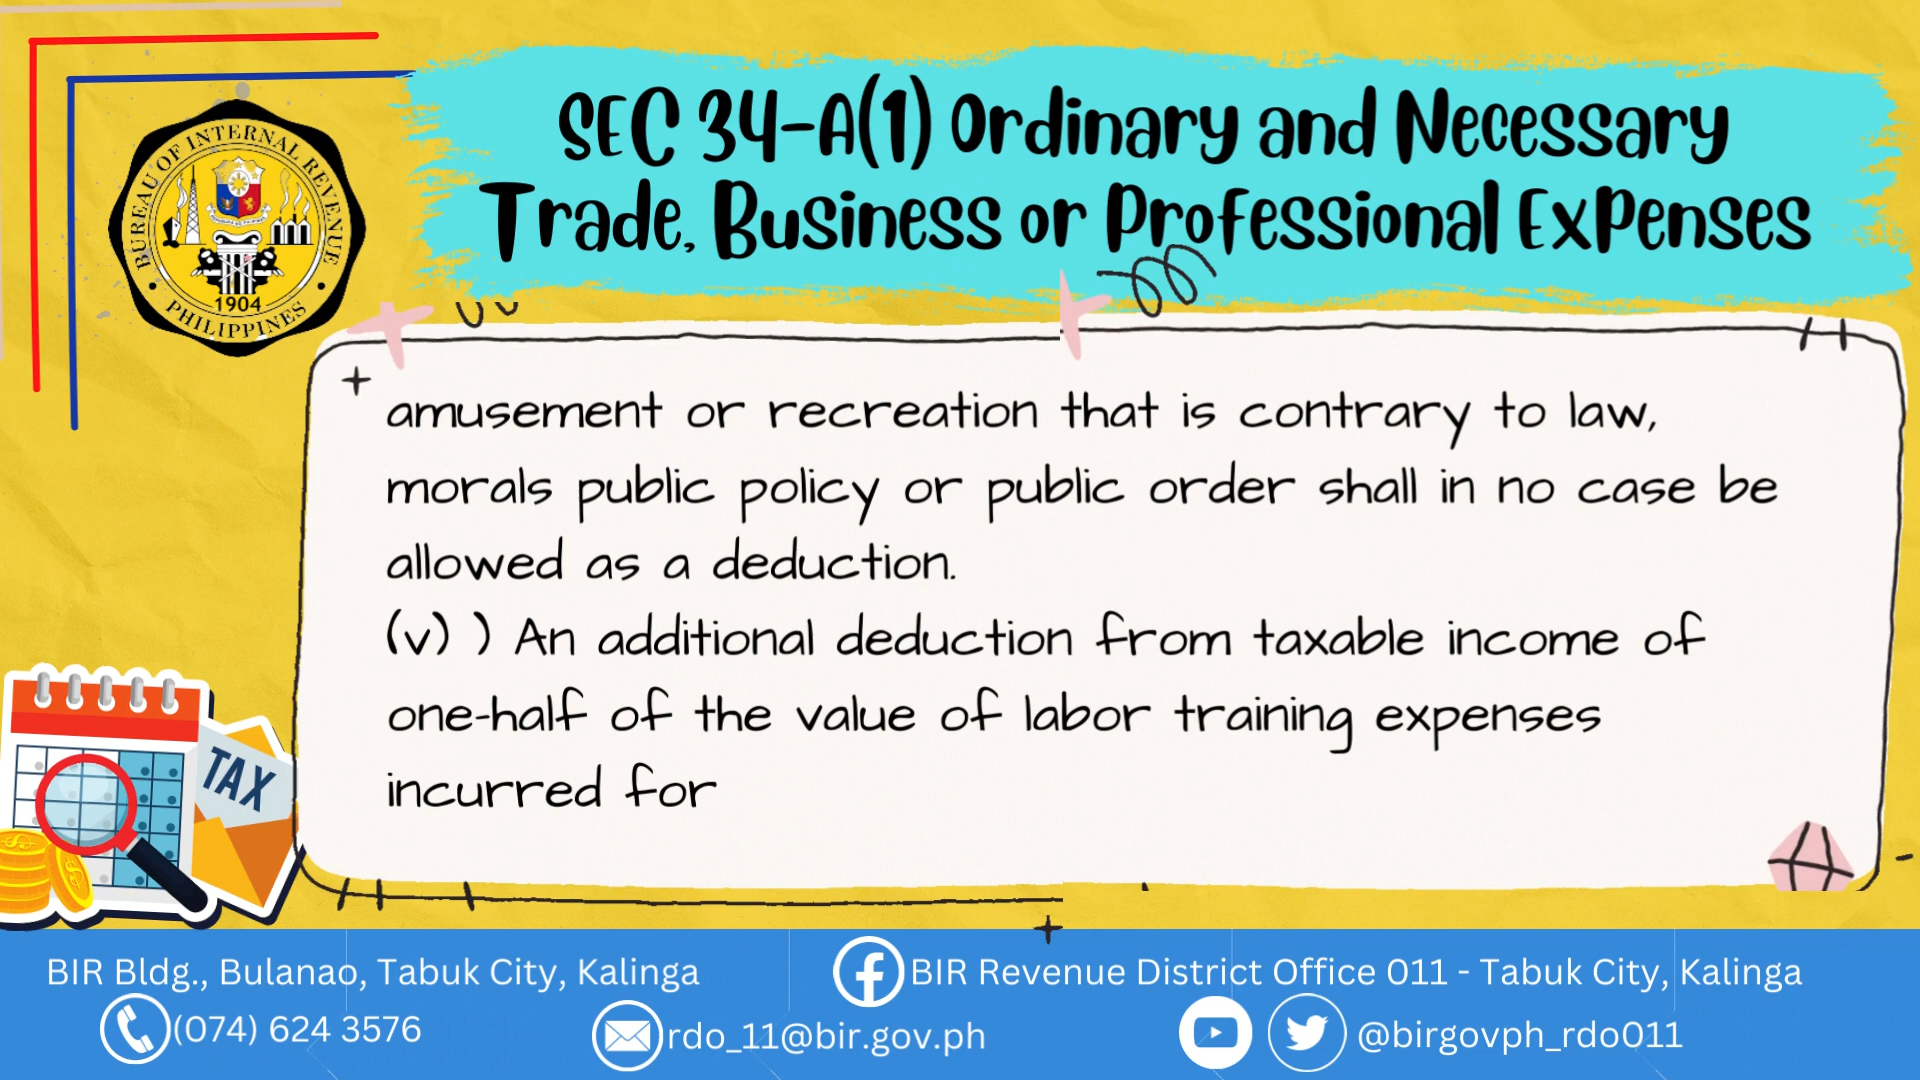 SEC 34-A(1) Ordinary and Necessary
Trade, Business or Professional Expenses
BUREAU OF INTERNAL REVENUE
1904
PHILIPPINES
amusement or recreation that is contrary to law,
morals public policy or public order shall in no case be
allowed as a deduction.
(v) ) An additional deduction from taxable income of
one-half of the value of labor training expenses
incurred for
TAX
BIR Bldg., Bulanao, Tabuk City, Kalinga
BIR Revenue District Office 011 - Tabuk City, Kalinga
(074) 624 3576
rdo_11@bir.gov.ph
@birgovph_rdo011